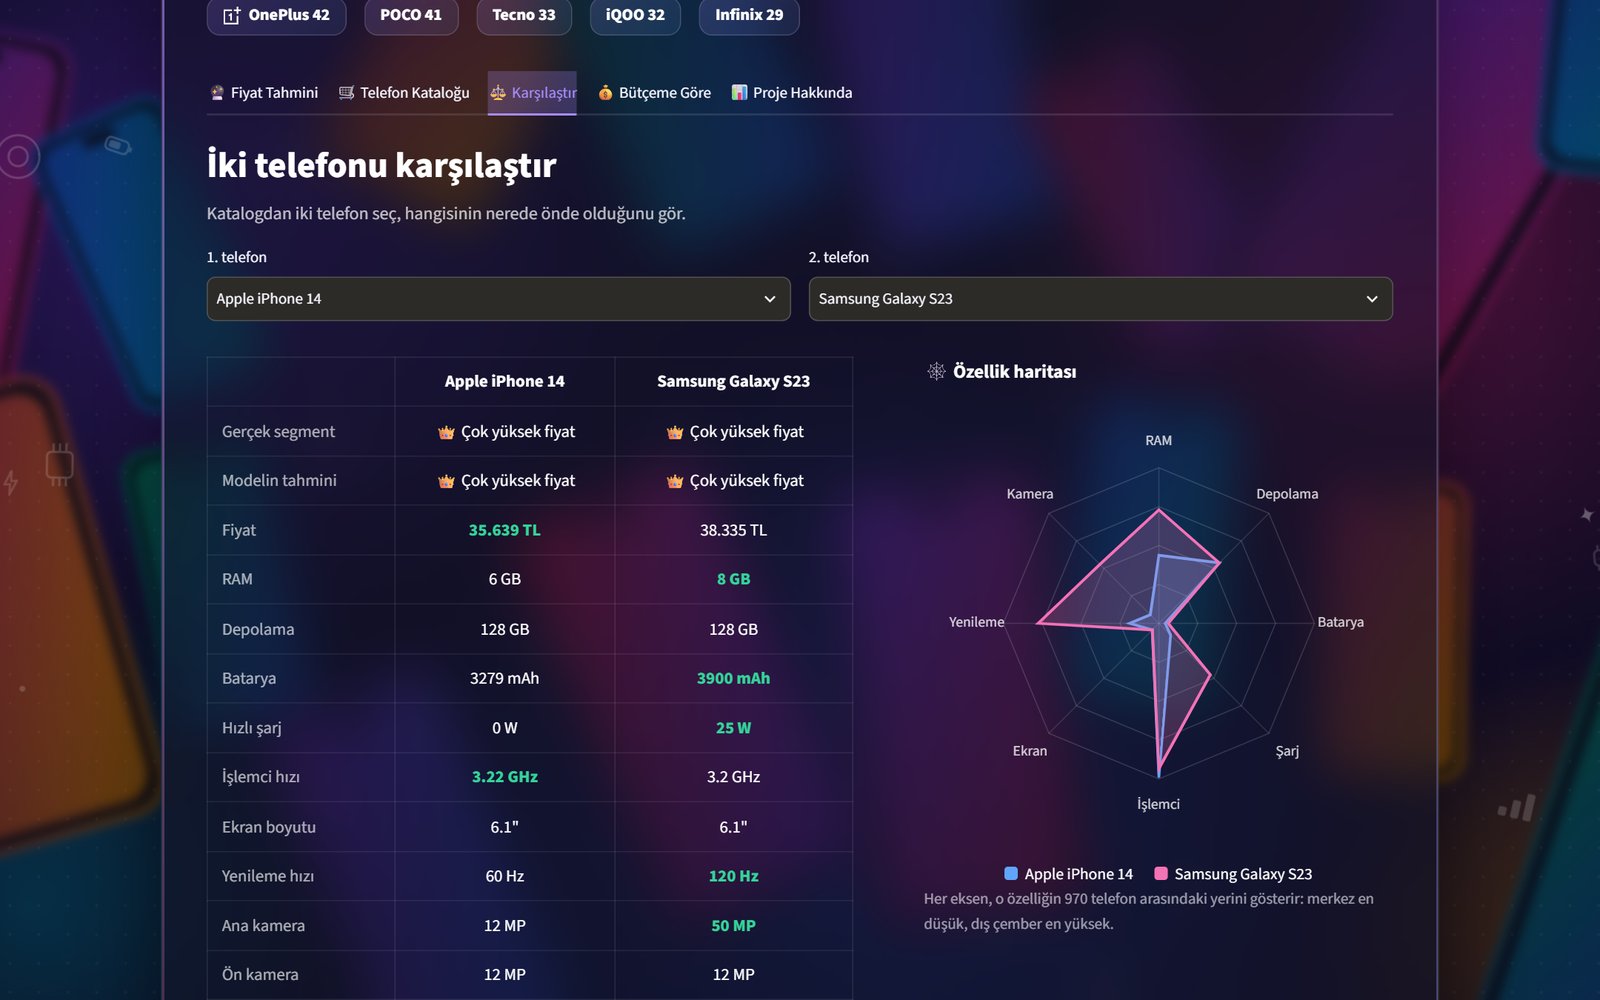 OnePlus 42 POCO 41 Tecno 33 iQOO 32 Infinix 29
Fiyat Tahmini Telefon Kataloğu Karşılaştır Bütçeme Göre Proje Hakkında
İki telefonu karşılaştır
Katalogdan iki telefon seç, hangisinin nerede önde olduğunu gör.
1. telefon 2. telefon
Apple iPhone 14 Samsung Galaxy S23
Apple iPhone 14 Samsung Galaxy S23
Gerçek segment Çok yüksek fiyat Çok yüksek fiyat
Modelin tahmini Çok yüksek fiyat Çok yüksek fiyat
Fiyat 35.639 TL 38.335 TL
RAM 6 GB 8 GB
Depolama 128 GB 128 GB
Batarya 3279 mAh 3900 mAh
Hızlı şarj 0 W 25 W
İşlemci hızı 3.22 GHz 3.2 GHz
Ekran boyutu 6.1" 6.1"
Yenileme hızı 60 Hz 120 Hz
Ana kamera 12 MP 50 MP
Ön kamera 12 MP 12 MP
Özellik haritası
RAM
Kamera Depolama
Yenileme Batarya
Ekran Şarj
İşlemci
Apple iPhone 14 Samsung Galaxy S23
Her eksen, o özelliğin 970 telefon arasındaki yerini gösterir: merkez en
düşük, dış çember en yüksek.